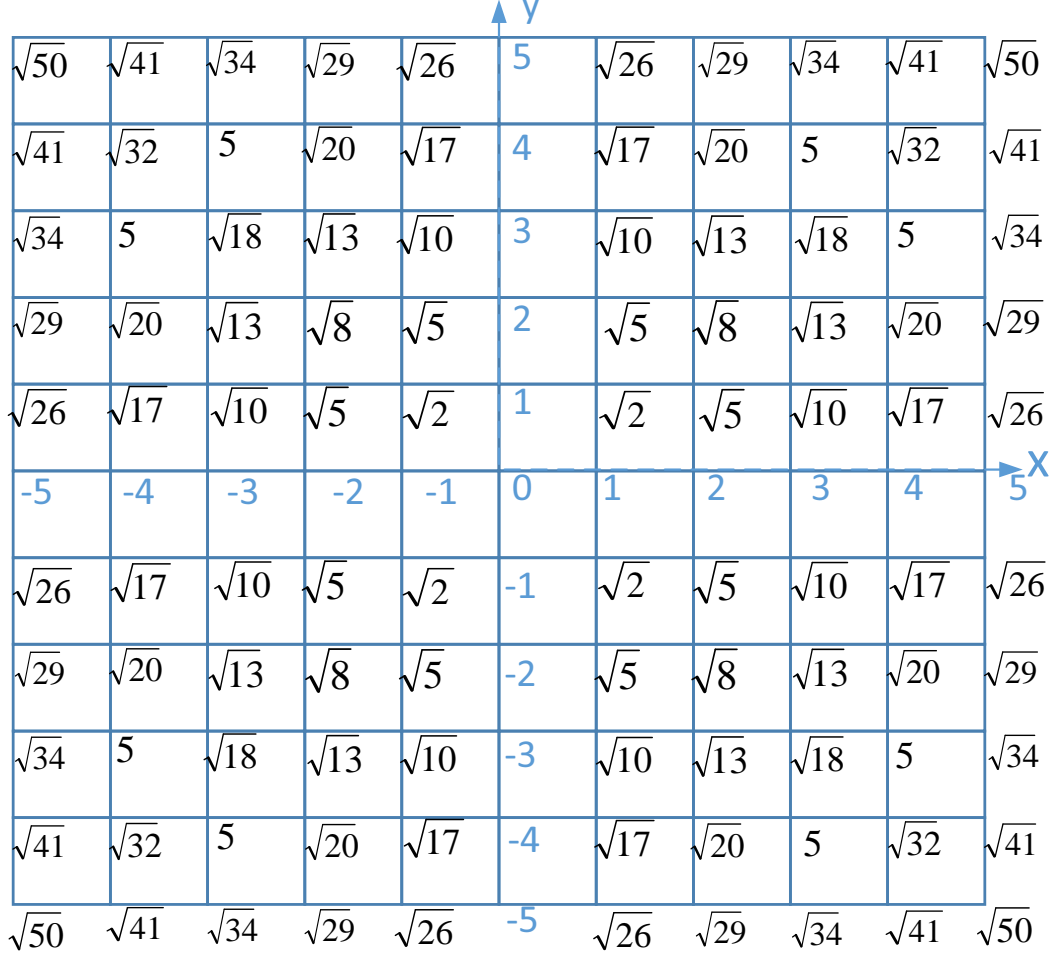 y
√50 √41 √34 √29 √26 5 √26 √29 √34 √41 √50
√41 √32 5 √20 √17 4 √17 √20 5 √32 √41
√34 5 √18 √13 √10 3 √10 √13 √18 5 √34
√29 √20 √13 √8 √5 2 √5 √8 √13 √20 √29
√26 √17 √10 √5 √2 1 √2 √5 √10 √17 √26
x
-5 -4 -3 -2 -1 0 1 2 3 4 5
√26 √17 √10 √5 √2 -1 √2 √5 √10 √17 √26
√29 √20 √13 √8 √5 -2 √5 √8 √13 √20 √29
√34 5 √18 √13 √10 -3 √10 √13 √18 5 √34
√41 √32 5 √20 √17 -4 √17 √20 5 √32 √41
√50 √41 √34 √29 √26 -5 √26 √29 √34 √41 √50